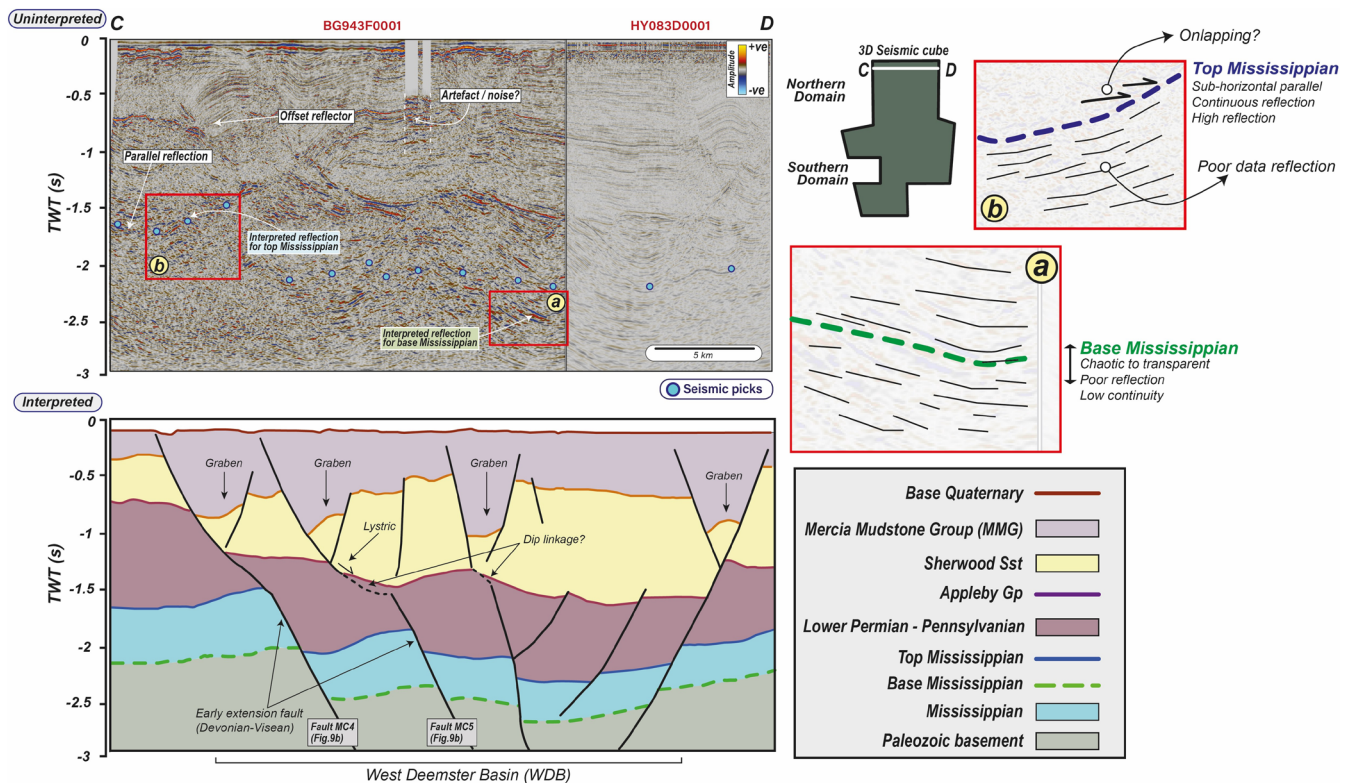 Uninterpreted
C
BG943F0001
HY083D0001
D
0
-0.5
-1
-1.5
-2
-2.5
-3
TWT (s)
Offset reflector
Artefact / noise?
Amplitude
+ve
-ve
Parallel reflection
Interpreted reflection
for top Mississippian
b
a
Interpreted reflection
for base Mississippian
5 km
Seismic picks
3D Seismic cube
C
D
Northern
Domain
Southern
Domain
Onlapping?
Top Mississippian
Sub-horizontal parallel
Continuous reflection
High reflection
Poor data reflection
b
a
Base Mississippian
Chaotic to transparent
Poor reflection
Low continuity
Interpreted
0
-0.5
-1
-1.5
-2
-2.5
-3
TWT (s)
Graben
Graben
Graben
Graben
Lystric
Dip linkage?
Early extension fault
(Devonian-Visean)
Fault MC4
(Fig.9b)
Fault MC5
(Fig.9b)
West Deemster Basin (WDB)
Base Quaternary
Mercia Mudstone Group (MMG)
Sherwood Sst
Appleby Gp
Lower Permian - Pennsylvanian
Top Mississippian
Base Mississippian
Mississippian
Paleozoic basement